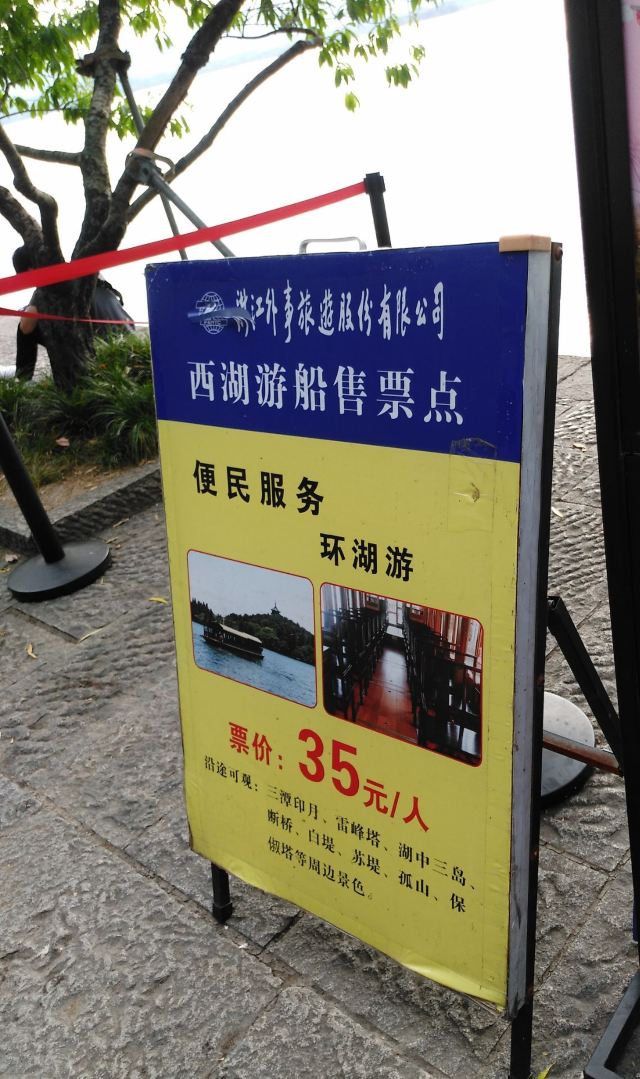 浙江外事旅遊股份有限公司
西湖游船售票点
便民服务
环湖游
票价：35元/人
沿途可观：三潭印月、雷峰塔、湖中三岛、
断桥、白堤、苏堤、孤山、保
俶塔等周边景色。